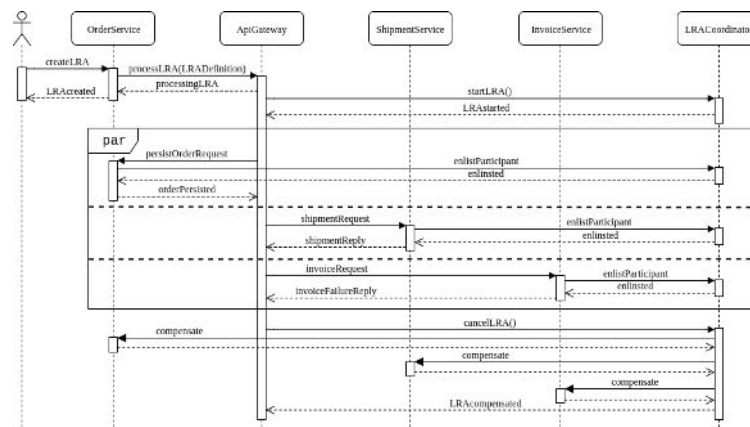 OrderService
ApiGateway
ShipmentService
InvoiceService
LRACoordinator
createLRA
processLRA(LRADefinition)
LRAcreated
processingLRA
startLRA()
LRAstarted
par
persistOrderRequest
enlistParticipant
enlinsted
orderPersisted
shipmentRequest
enlistParticipant
shipmentReply
enlinsted
invoiceRequest
enlistParticipant
invoiceFailureReply
enlinsted
cancelLRA()
compensate
compensate
compensate
LRAcompensated